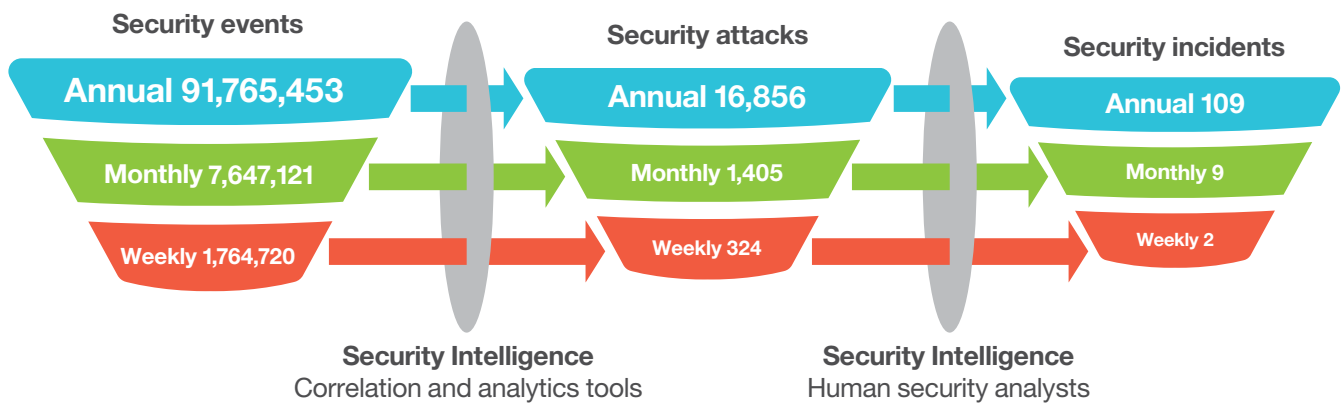 Security events
Annual 91,765,453
Monthly 7,647,121
Weekly 1,764,720
Security attacks
Annual 16,856
Monthly 1,405
Weekly 324
Security incidents
Annual 109
Monthly 9
Weekly 2
Security Intelligence
Correlation and analytics tools
Security Intelligence
Human security analysts